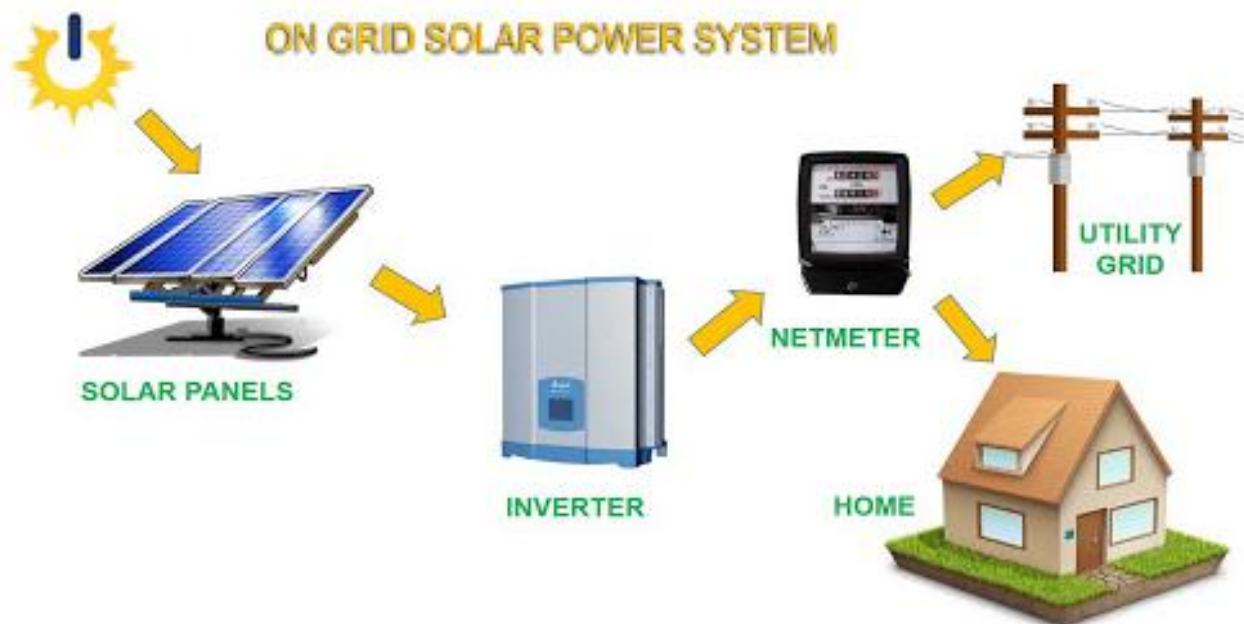 ON GRID SOLAR POWER SYSTEM
UTILITY
GRID
NETMETER
SOLAR PANELS
INVERTER
HOME